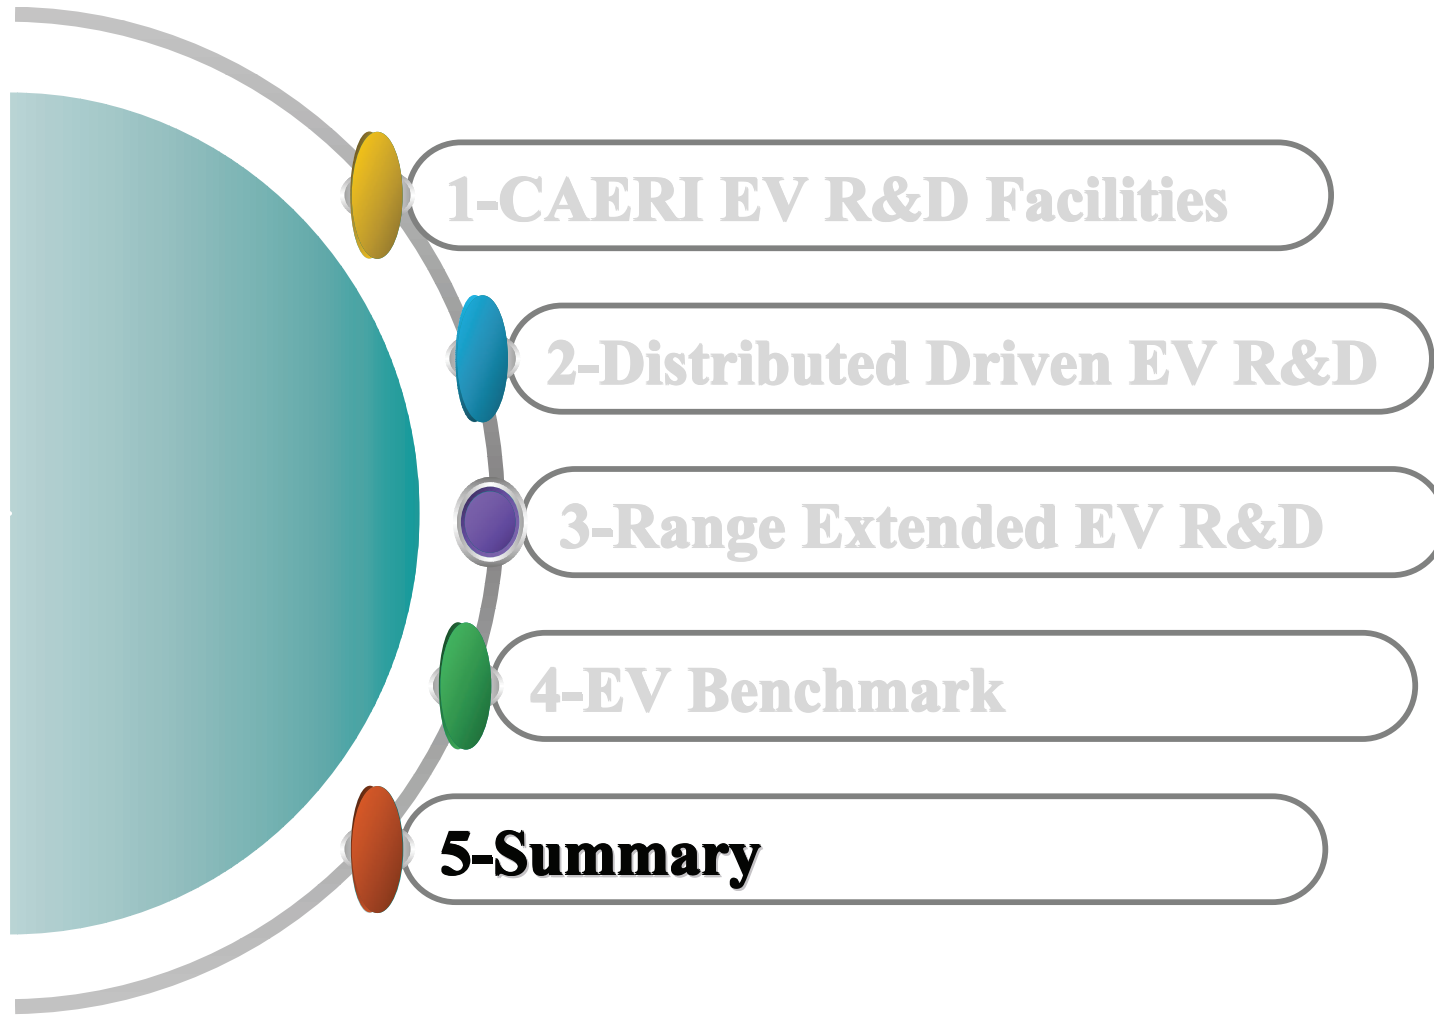 1-CAERI EV R&D Facilities
2-Distributed Driven EV R&D
3-Range Extended EV R&D
4-EV Benchmark
5-Summary